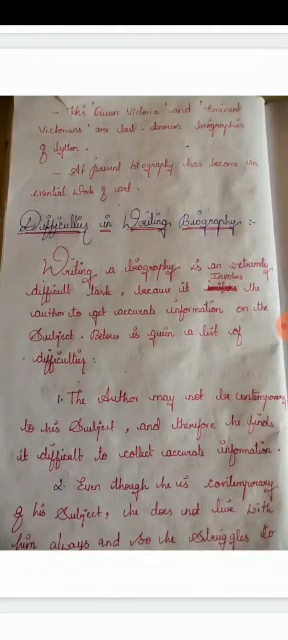 - His "Queen Victoria" and "Eminent
Victorians" are best-known biographies
of Lytton.
- At present biography has become an
essential work of art.
Difficulties in Writing Biography :-
Writing a biography is an extremely
difficult task, because it Involves the
author to get accurate information on the
Subject. Below is given a list of
difficulties :
1. The Author may not be contemporary
to his Subject, and therefore he finds
it difficult to collect accurate information.
2. Even though he is contemporary
of his Subject, he does not live with
him always and so he struggles to